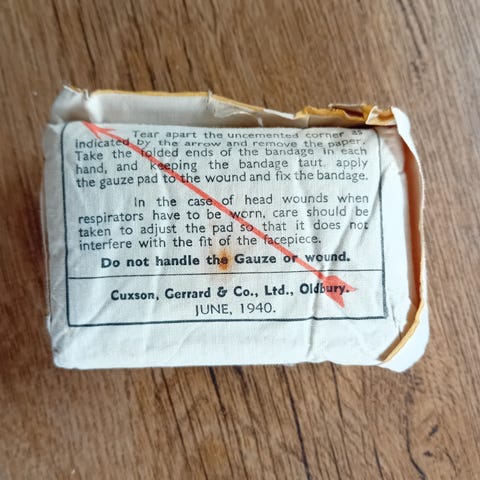 Tear apart the uncemented corner as
indicated by the arrow and remove the paper.
Take the folded ends of the bandage in each
hand, and keeping the bandage taut, apply
the gauze pad to the wound and fix the bandage.
In the case of head wounds when
respirators have to be worn, care should be
taken to adjust the pad so that it does not
interfere with the fit of the facepiece.
Do not handle the Gauze or wound.
Cuxson, Gerrard & Co., Ltd., Oldbury.
JUNE, 1940.